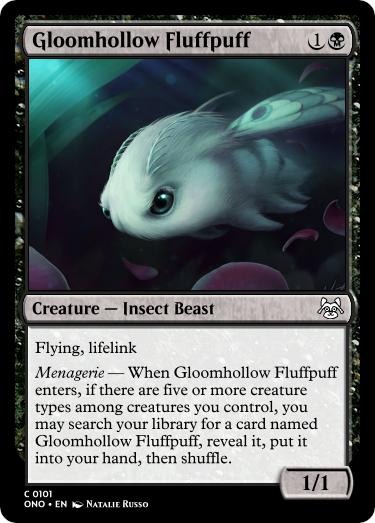 Gloomhollow Fluffpuff 1
Creature — Insect Beast
Flying, lifelink
Menagerie — When Gloomhollow Fluffpuff
enters, if there are five or more creature
types among creatures you control, you
may search your library for a card named
Gloomhollow Fluffpuff, reveal it, put it
into your hand, then shuffle.
1/1
C 0101
ONO • EN Natalie Russo